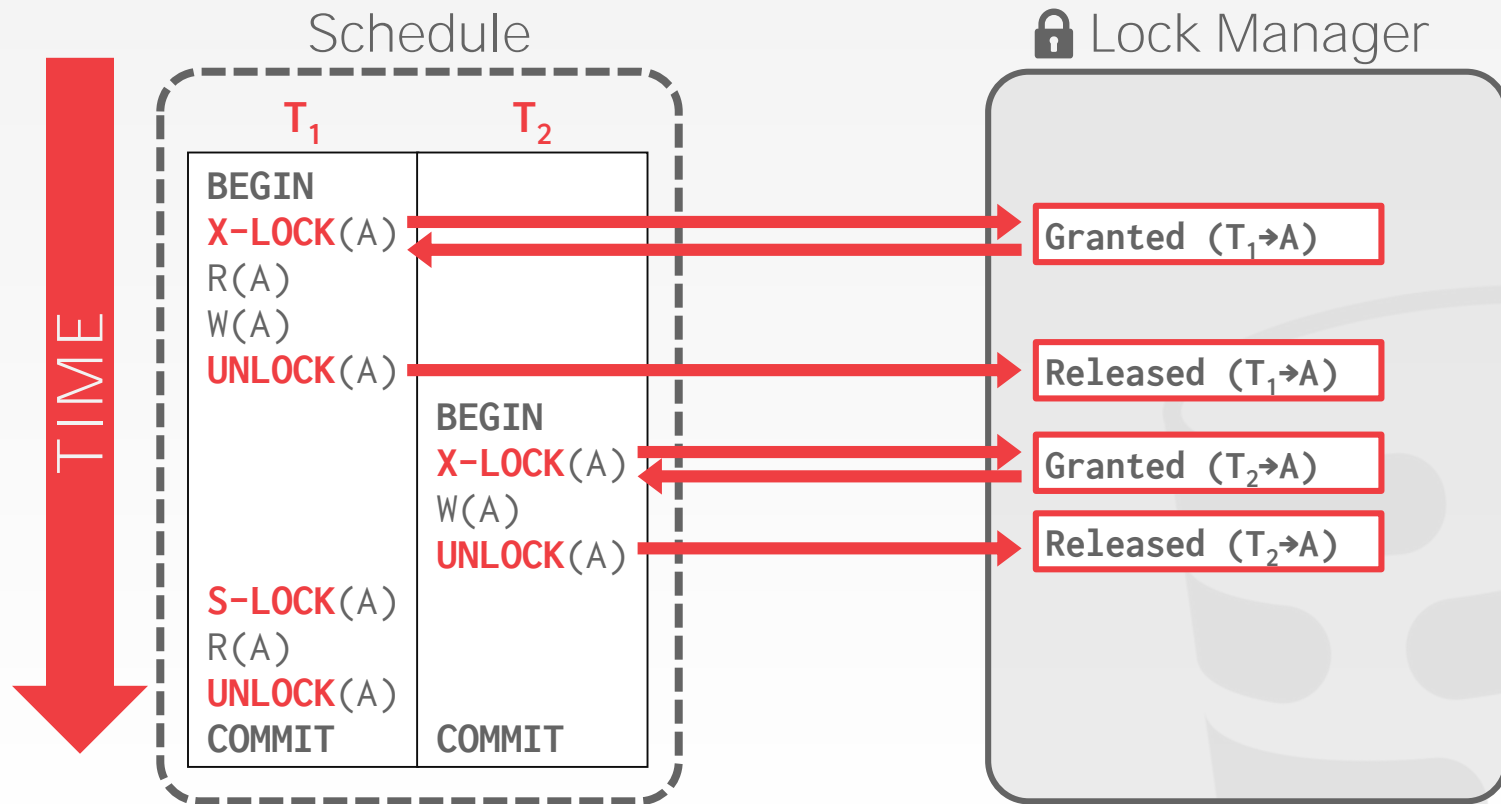 Schedule
Lock Manager
TIME
T₁ T₂
BEGIN
X-LOCK(A)
Granted (T₁→A)
R(A)
W(A)
UNLOCK(A)
Released (T₁→A)
BEGIN
X-LOCK(A)
Granted (T₂→A)
W(A)
UNLOCK(A)
Released (T₂→A)
S-LOCK(A)
R(A)
UNLOCK(A)
COMMIT COMMIT